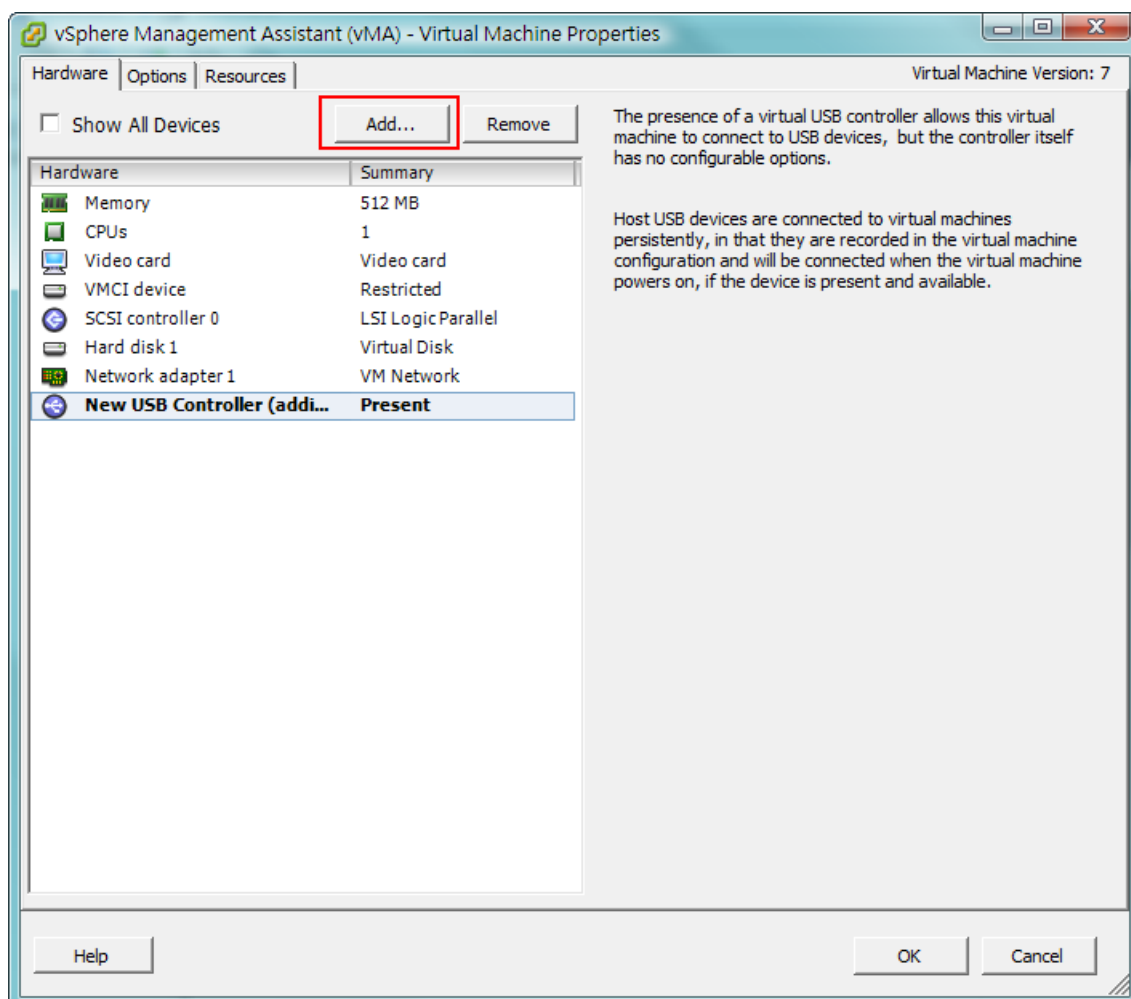 vSphere Management Assistant (vMA) - Virtual Machine Properties
Hardware Options Resources Virtual Machine Version: 7
Show All Devices Add... Remove
The presence of a virtual USB controller allows this virtual
machine to connect to USB devices, but the controller itself
has no configurable options.
Host USB devices are connected to virtual machines
persistently, in that they are recorded in the virtual machine
configuration and will be connected when the virtual machine
powers on, if the device is present and available.
Hardware Summary
Memory 512 MB
CPUs 1
Video card Video card
VMCI device Restricted
SCSI controller 0 LSI Logic Parallel
Hard disk 1 Virtual Disk
Network adapter 1 VM Network
New USB Controller (addi... Present
Help OK Cancel